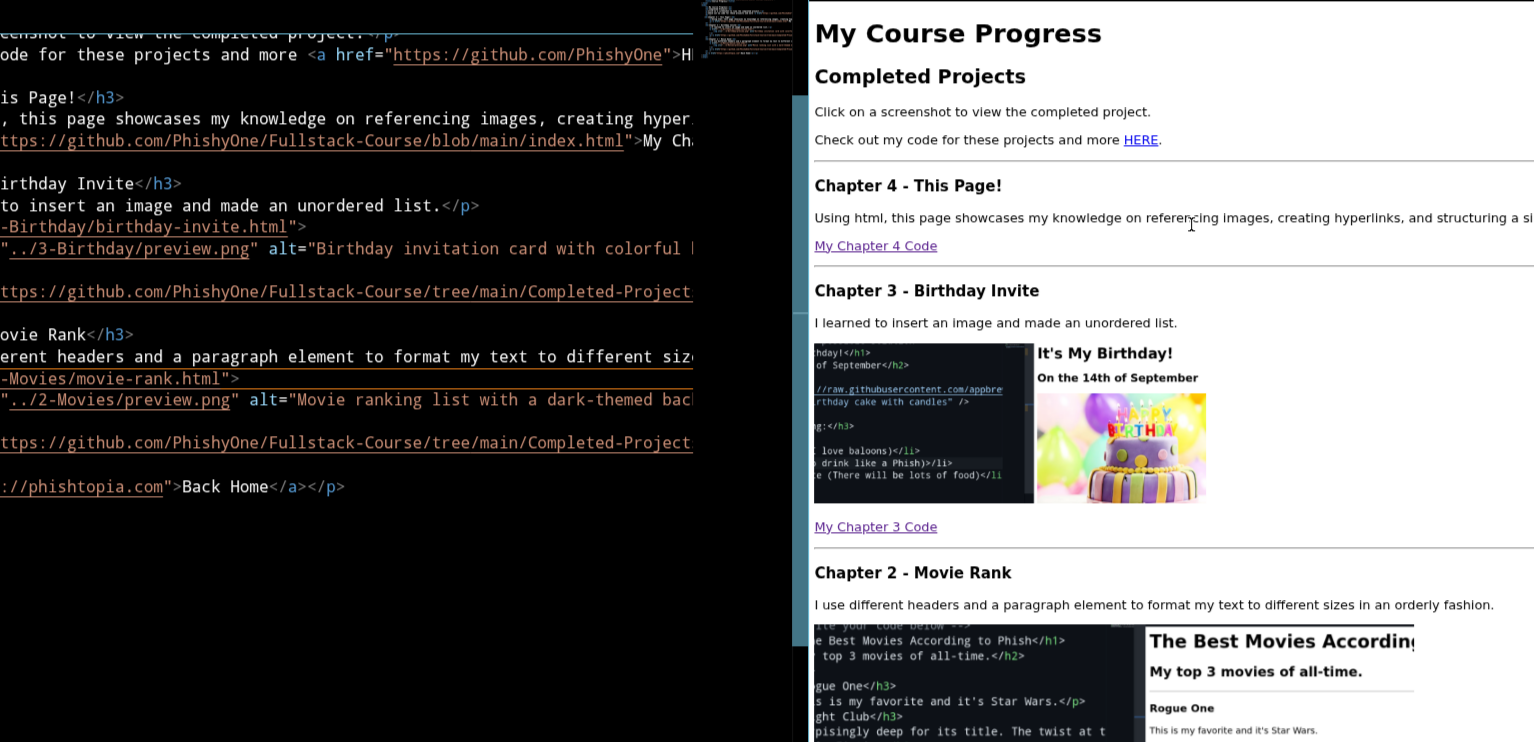 eenshot to view the completed project.</p>
ode for these projects and more <a href="https://github.com/PhishyOne">H
is Page!</h3>
, this page showcases my knowledge on referencing images, creating hyper
ttps://github.com/PhishyOne/Fullstack-Course/blob/main/index.html">My Ch
irthday Invite</h3>
to insert an image and made an unordered list.</p>
-Birthday/birthday-invite.html">
"../3-Birthday/preview.png" alt="Birthday invitation card with colorful
ttps://github.com/PhishyOne/Fullstack-Course/tree/main/Completed-Project
ovie Rank</h3>
erent headers and a paragraph element to format my text to different siz
-Movies/movie-rank.html">
"../2-Movies/preview.png" alt="Movie ranking list with a dark-themed bac
ttps://github.com/PhishyOne/Fullstack-Course/tree/main/Completed-Project
://phishtopia.com">Back Home</a></p>
My Course Progress
Completed Projects
Click on a screenshot to view the completed project.
Check out my code for these projects and more HERE.
Chapter 4 - This Page!
Using html, this page showcases my knowledge on referencing images, creating hyperlinks, and structuring a si
My Chapter 4 Code
Chapter 3 - Birthday Invite
I learned to insert an image and made an unordered list.
hday!</h1>
of September</h2>
//raw.githubusercontent.com/appbre
rthday cake with candles" />
ng:</h3>
love baloons)</li>
drink like a Phish)>/li>
e (There will be lots of food)</li
It's My Birthday!
On the 14th of September
HAPPY
BIRTHDA
My Chapter 3 Code
Chapter 2 - Movie Rank
I use different headers and a paragraph element to format my text to different sizes in an orderly fashion.
ite your code below -->
e Best Movies According to Phish</h1>
top 3 movies of all-time.</h2>
gue One</h3>
s is my favorite and it's Star Wars.</p>
ght Club</h3>
pisingly deep for its title. The twist at t
The Best Movies According
My top 3 movies of all-time.
Rogue One
This is my favorite and it's Star Wars.